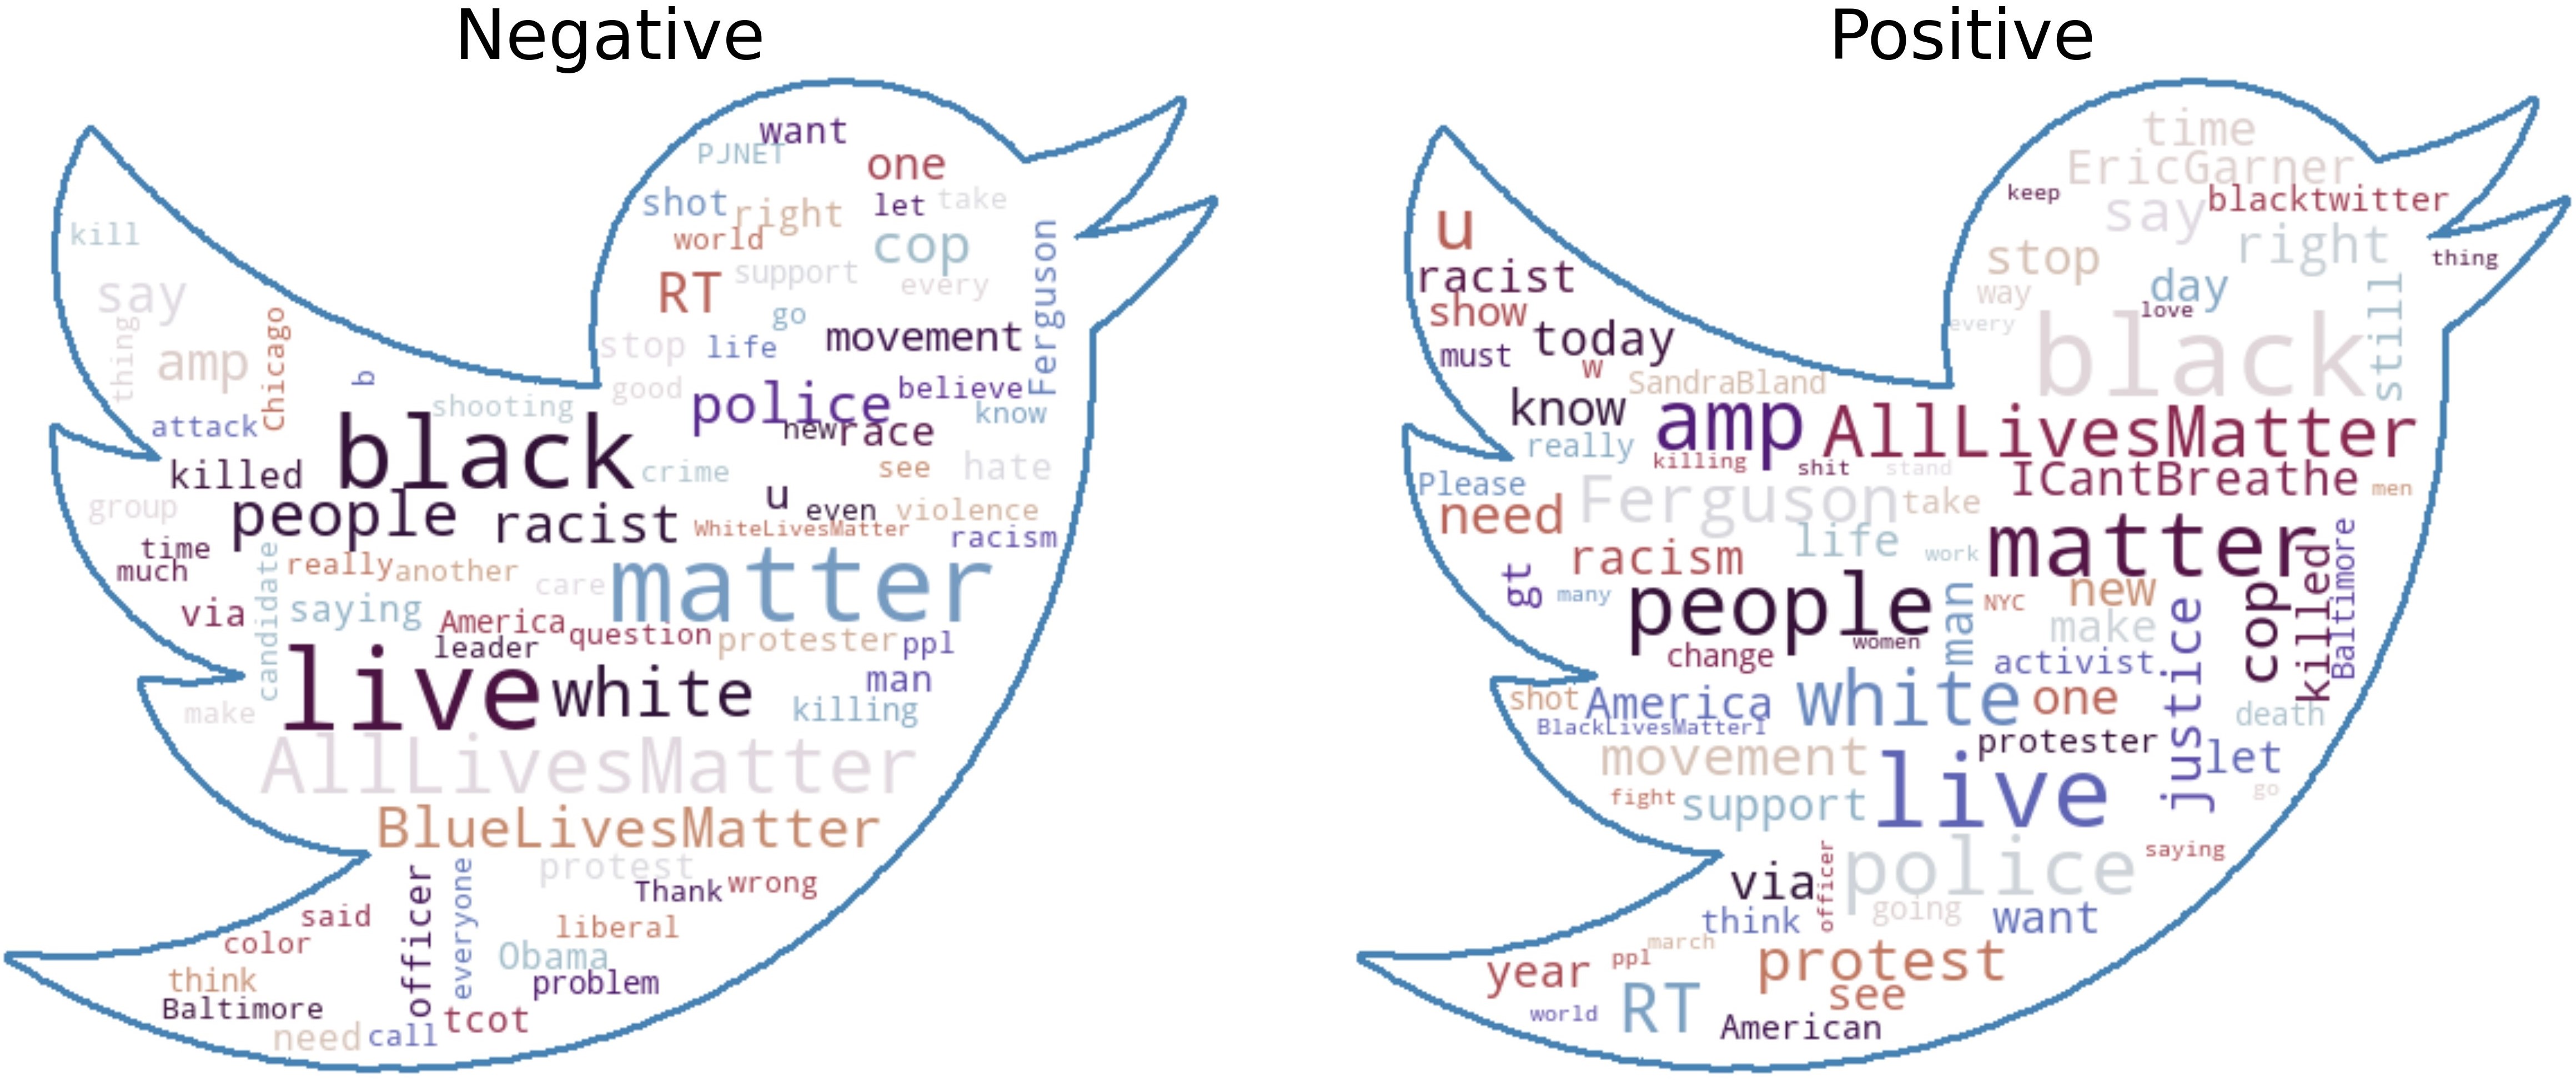 Negative
want
PJNET
one
shot
right
let
take
world
cop
kill
RT
support
every
Ferguson
say
go
movement
thing
amp
Chicago
stop
life
b
good
police
believe
shooting
know
attack
new
race
black
killed
crime
see
hate
group
people
racist
u
even
violence
WhiteLivesMatter
racism
time
much
candidate
really
another
care
matter
via
saying
America
question
protester
ppl
leader
live
white
man
make
killing
AllLivesMatter
BlueLivesMatter
protest
Thank
wrong
officer
everyone
said
liberal
color
Obama
think
problem
Baltimore
need
call
tcot
Positive
time
EricGarner
keep
blacktwitter
say
u
right
stop
thing
racist
day
way
show
love
every
still
today
black
must
w
SandraBland
know
amp
AllLivesMatter
really
killing
shit
stand
ICantBreathe
Please
Ferguson
take
men
need
life
work
matter
racism
gt
many
people
man
NYC
new
cop
killed
Baltimore
women
make
change
activist
justice
shot
America
white
one
death
BlackLivesMatterI
protester
movement
let
live
fight
support
go
police
saying
via
officer
going
think
want
march
ppl
protest
year
see
world
RT
American